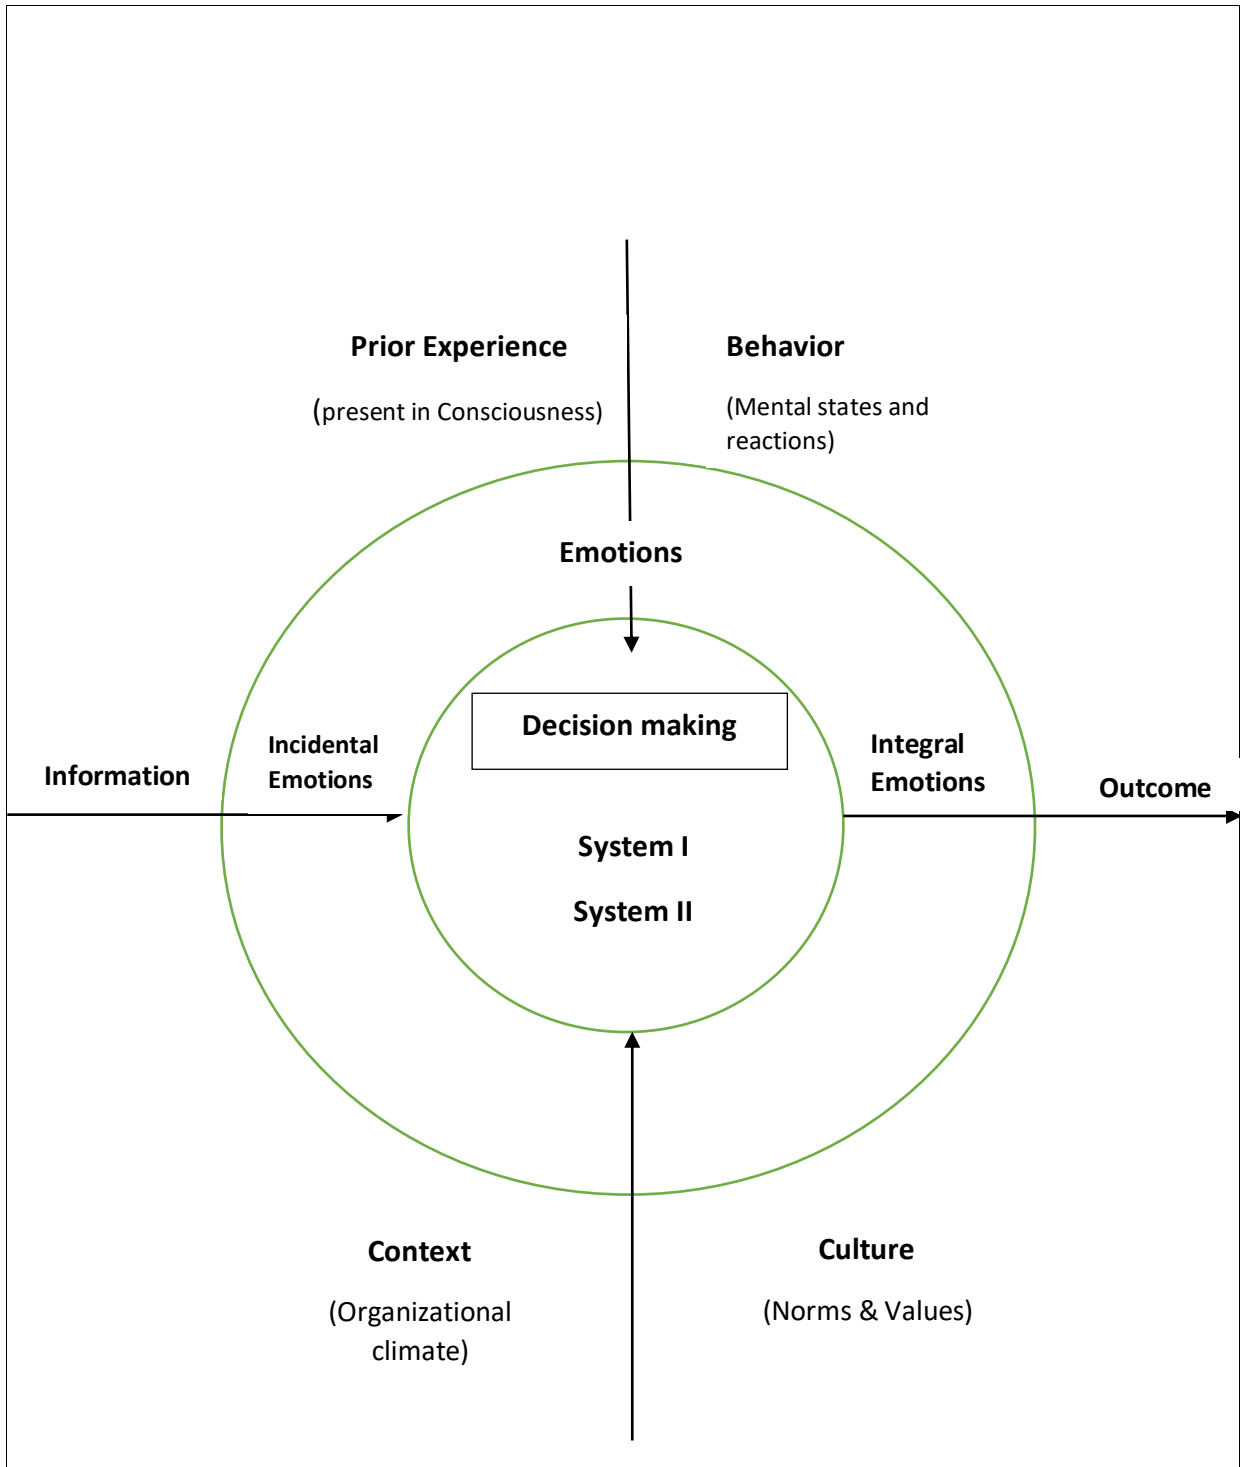 Prior Experience
(present in Consciousness)
Behavior
(Mental states and
reactions)
Emotions
Decision making
Incidental
Emotions
Information
Integral
Emotions
Outcome
System I
System II
Context
(Organizational
climate)
Culture
(Norms & Values)